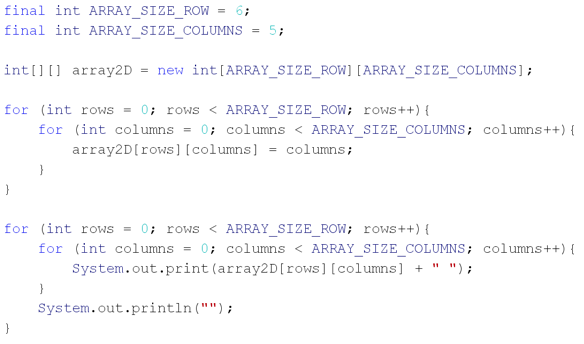 final int ARRAY_SIZE_ROW = 6;
final int ARRAY_SIZE_COLUMNS = 5;

int[][] array2D = new int[ARRAY_SIZE_ROW][ARRAY_SIZE_COLUMNS];

for (int rows = 0; rows < ARRAY_SIZE_ROW; rows++){
    for (int columns = 0; columns < ARRAY_SIZE_COLUMNS; columns++){
        array2D[rows][columns] = columns;
    }
}

for (int rows = 0; rows < ARRAY_SIZE_ROW; rows++){
    for (int columns = 0; columns < ARRAY_SIZE_COLUMNS; columns++){
        System.out.print(array2D[rows][columns] + " ");
    }
    System.out.println("");
}